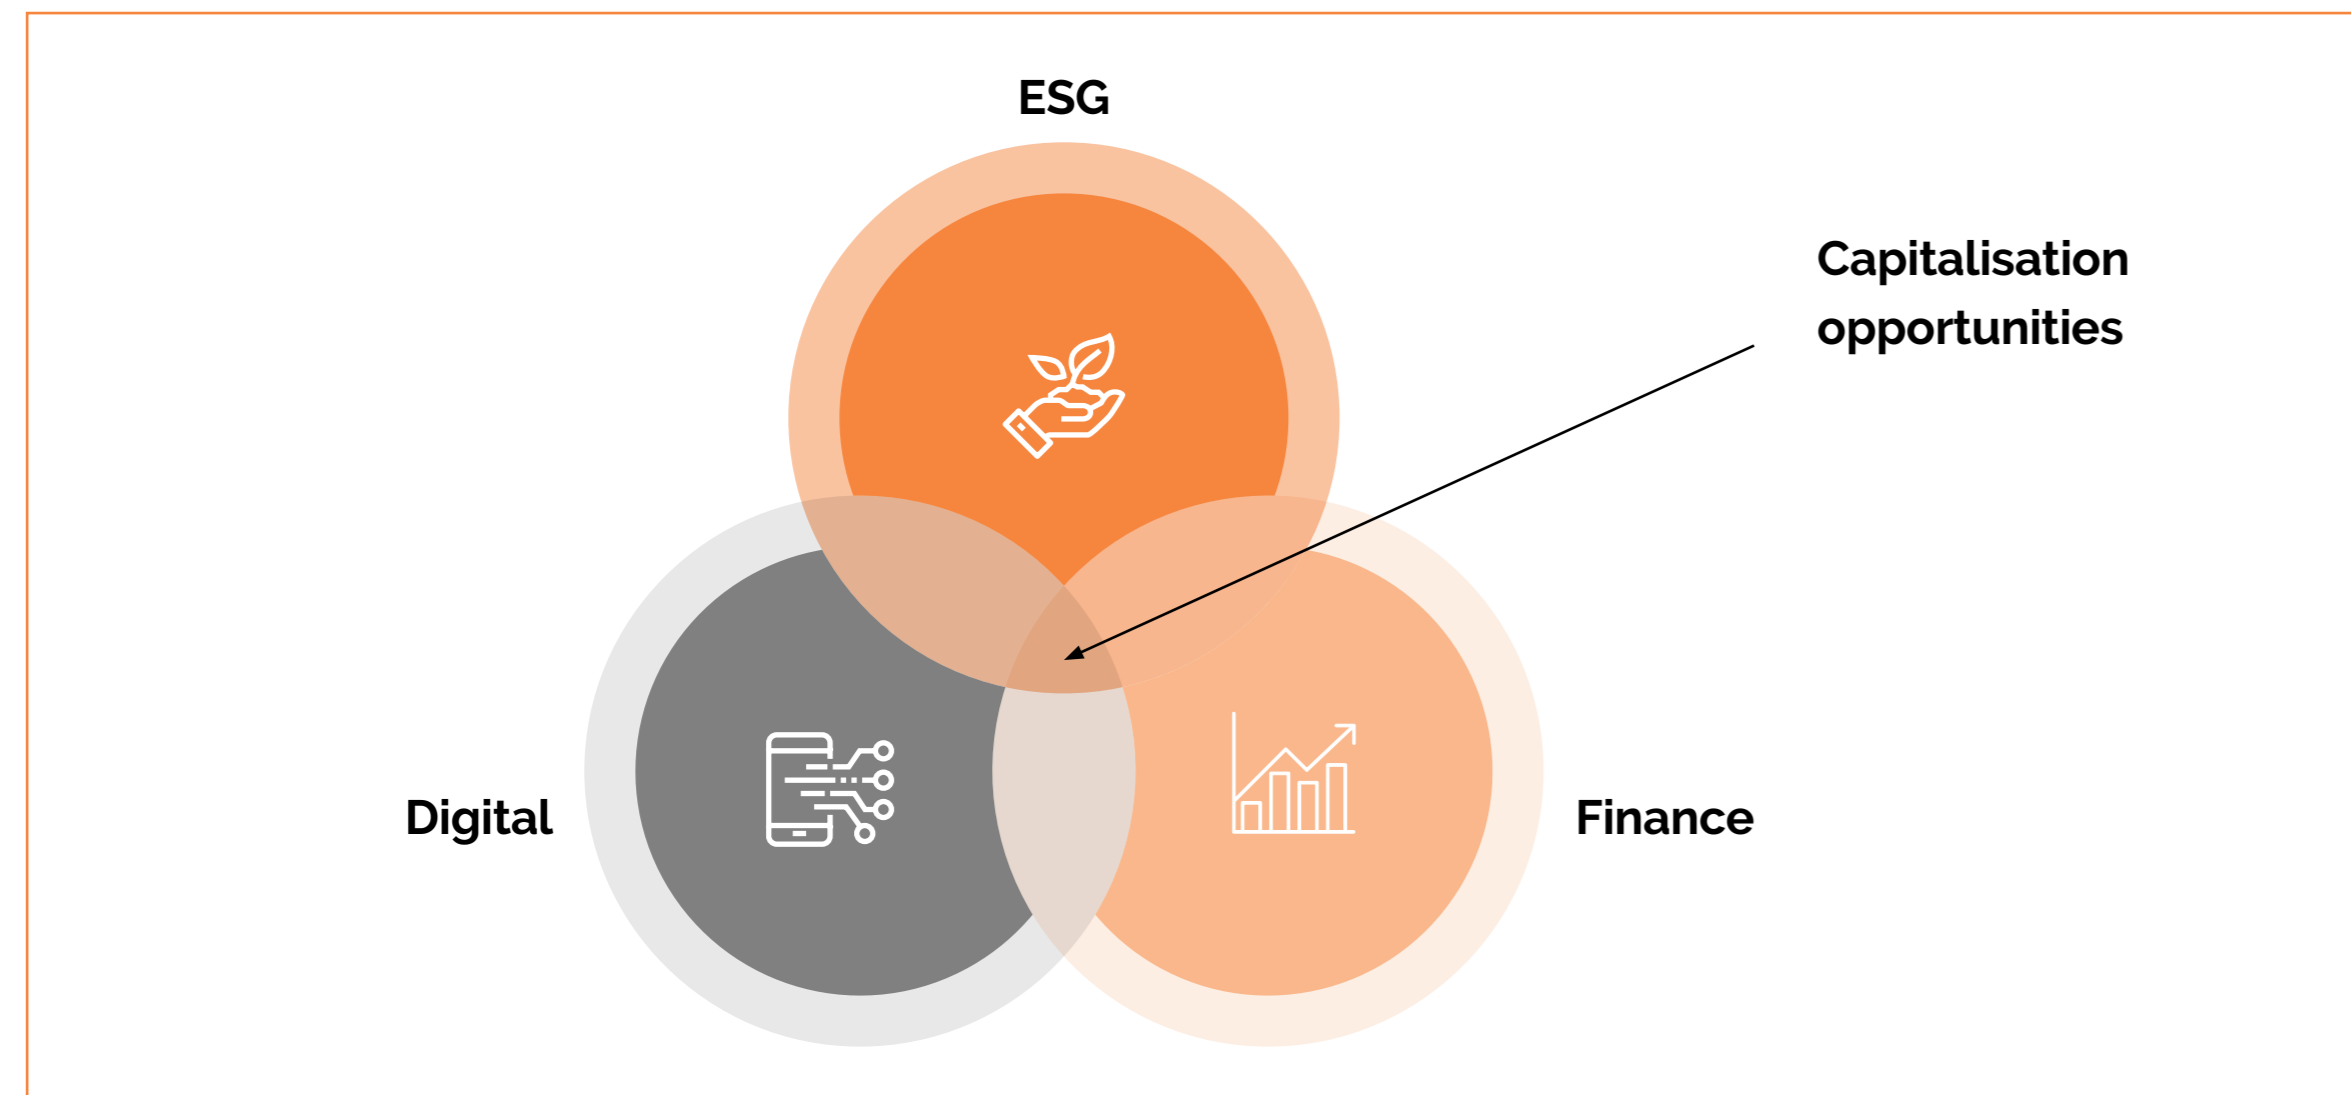 ESG
Capitalisation
opportunities
Digital
Finance